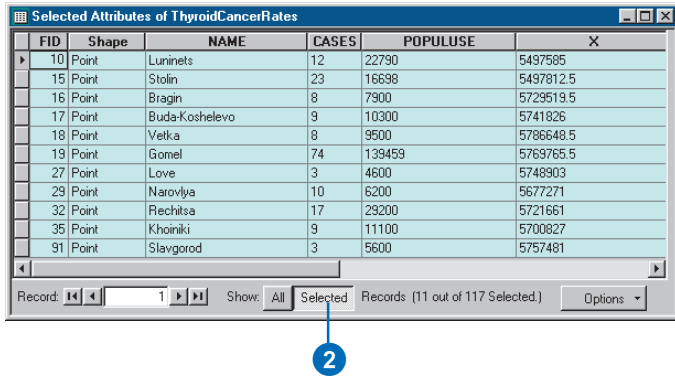 Selected Attributes of ThyroidCancerRates
FID Shape NAME CASES POPULUSE X
10 Point Luninets 12 22790 5497585
15 Point Stolin 23 16698 5497812.5
16 Point Bragin 8 7900 5729519.5
17 Point Buda-Koshelevo 9 10300 5741826
18 Point Vetka 8 9500 5786648.5
19 Point Gomel 74 139459 5769765.5
27 Point Love 3 4600 5748903
29 Point Narovlya 10 6200 5677271
32 Point Rechitsa 17 29200 5721661
35 Point Khoiniki 9 11100 5700827
91 Point Slavgorod 3 5600 5757481
Record: 1 Show: All Selected Records (11 out of 117 Selected.) Options
2